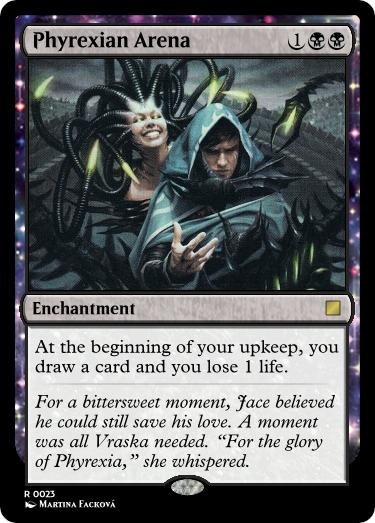 Phyrexian Arena 1
Enchantment
At the beginning of your upkeep, you
draw a card and you lose 1 life.
For a bittersweet moment, Jace believed
he could still save his love. A moment
was all Vraska needed. “For the glory
of Phyrexia,” she whispered.
R 0023
Martina Facková